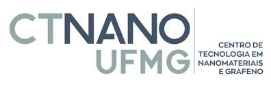 CTNANO
UFMG
CENTRO DE
TECNOLOGIA EM
NANOMATERIAIS
E GRAFENO